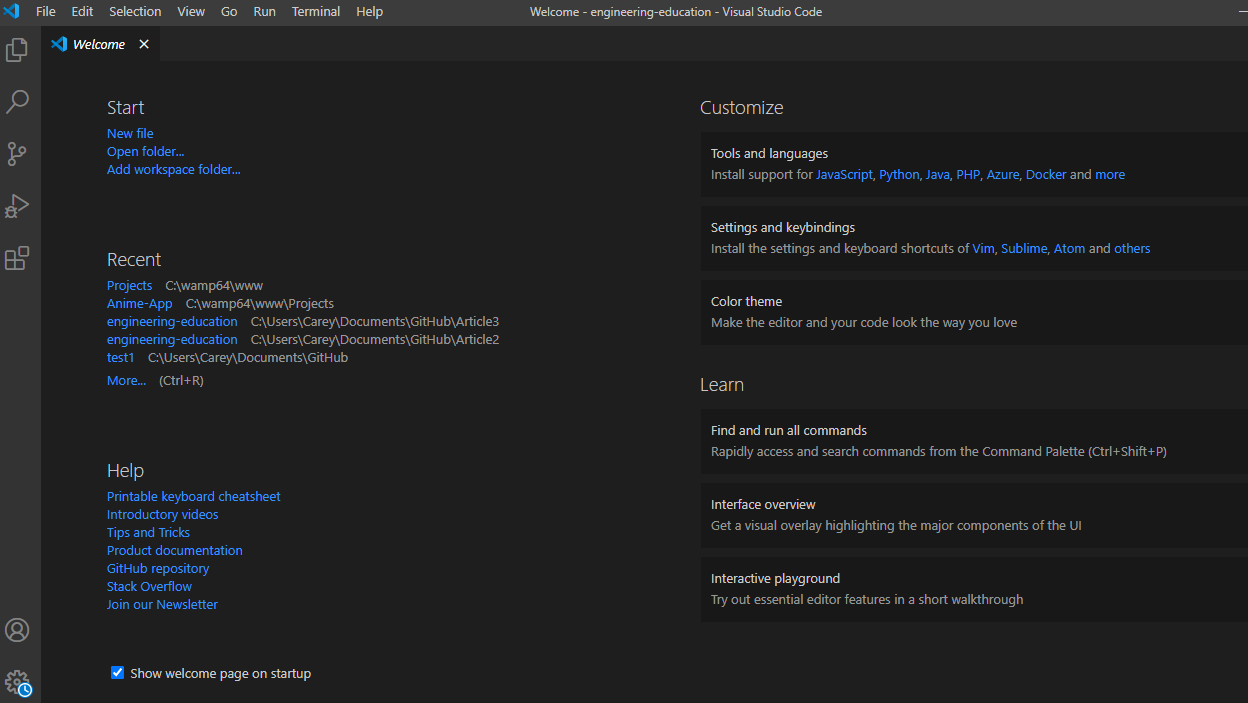 File Edit Selection View Go Run Terminal Help Welcome - engineering-education - Visual Studio Code
Welcome
Start
New file
Open folder...
Add workspace folder...
Recent
Projects C:\wamp64\www
Anime-App C:\wamp64\www\Projects
engineering-education C:\Users\Carey\Documents\GitHub\Article3
engineering-education C:\Users\Carey\Documents\GitHub\Article2
test1 C:\Users\Carey\Documents\GitHub
More... (Ctrl+R)
Help
Printable keyboard cheatsheet
Introductory videos
Tips and Tricks
Product documentation
GitHub repository
Stack Overflow
Join our Newsletter
Show welcome page on startup
Customize
Tools and languages
Install support for JavaScript, Python, Java, PHP, Azure, Docker and more
Settings and keybindings
Install the settings and keyboard shortcuts of Vim, Sublime, Atom and others
Color theme
Make the editor and your code look the way you love
Learn
Find and run all commands
Rapidly access and search commands from the Command Palette (Ctrl+Shift+P)
Interface overview
Get a visual overlay highlighting the major components of the UI
Interactive playground
Try out essential editor features in a short walkthrough